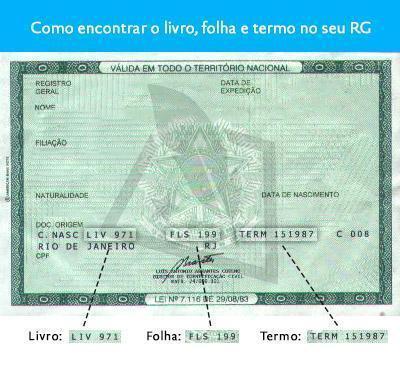 Como encontrar o livro, folha e termo no seu RG
VÁLIDA EM TODO O TERRITÓRIO NACIONAL
REGISTRO GERAL
DATA DE EXPEDIÇÃO
NOME
FILIAÇÃO
NATURALIDADE
DATA DE NASCIMENTO
DOC. ORIGEM
C. NASC LIV 971 FLS 199 TERM 151987 C 008
RIO DE JANEIRO RJ
CPF
LEI Nº 7.116 DE 29/08/83
Livro: LIV 971 Folha: FLS 199 Termo: TERM 151987